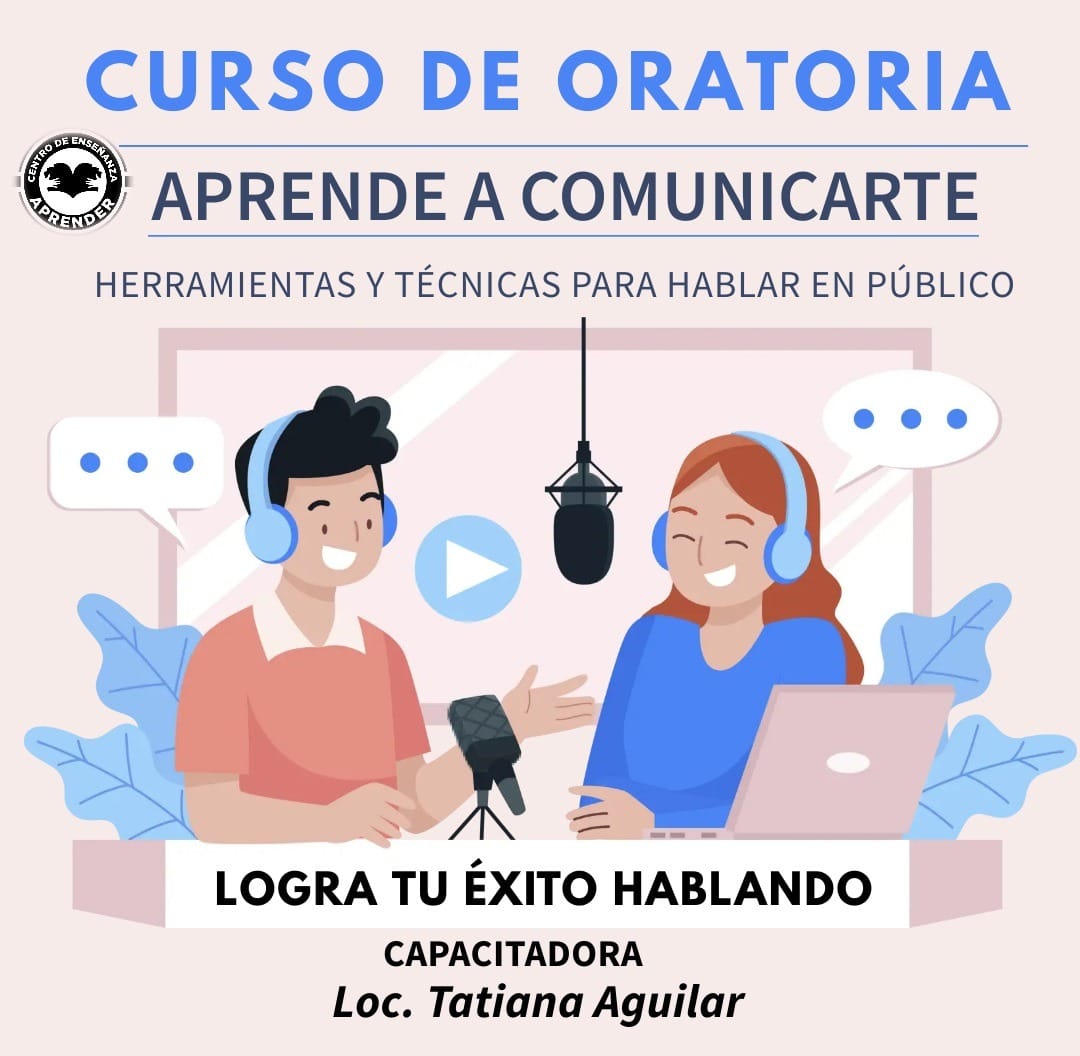 CURSO DE ORATORIA
CENTRO DE ENSEÑANZA
APRENDER
APRENDE A COMUNICARTE
HERRAMIENTAS Y TÉCNICAS PARA HABLAR EN PÚBLICO
LOGRA TU ÉXITO HABLANDO
CAPACITADORA
Loc. Tatiana Aguilar